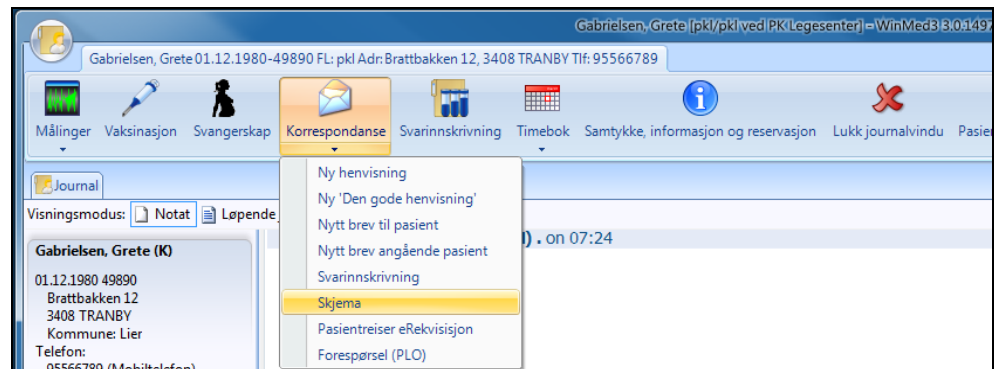 Gabrielsen, Grete [pkl/pkl ved PK Legesenter] - WinMed3 3.0.1497
Gabrielsen, Grete 01.12.1980-49890 FL: pkl Adr: Brattbakken 12, 3408 TRANBY Tlf: 95566789
Målinger Vaksinasjon Svangerskap Korrespondanse Svarinnskrivning Timebok Samtykke, informasjon og reservasjon Lukk journalvindu
Ny henvisning
Journal
Ny 'Den gode henvisning'
Visningsmodus: Notat Løpende
Nytt brev til pasient
Gabrielsen, Grete (K)
Nytt brev angående pasient
. on 07:24
01.12.1980 49890
Svarinnskrivning
Brattbakken 12
Skjema
3408 TRANBY
Pasientreiser eRekvisisjon
Kommune: Lier
Telefon:
Forespørsel (PLO)
95566789 (Mobiltelefon)